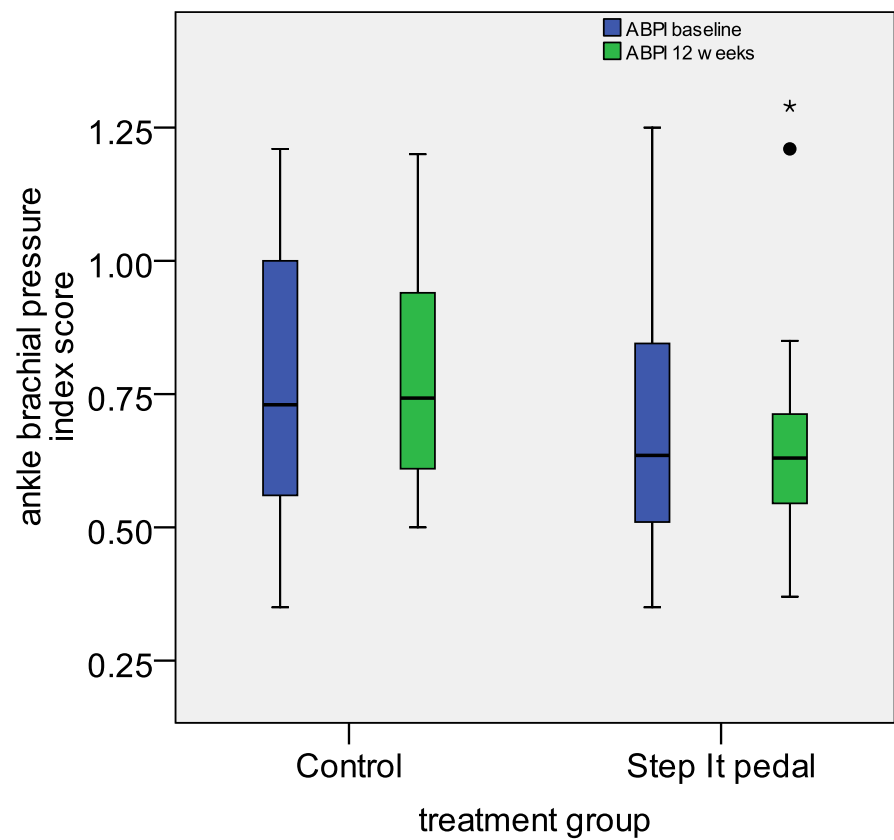 ABPI baseline
ABPI 12 weeks
*
1.25
1.00
0.75
0.50
0.25
ankle brachial pressure
index score
Control
Step It pedal
treatment group